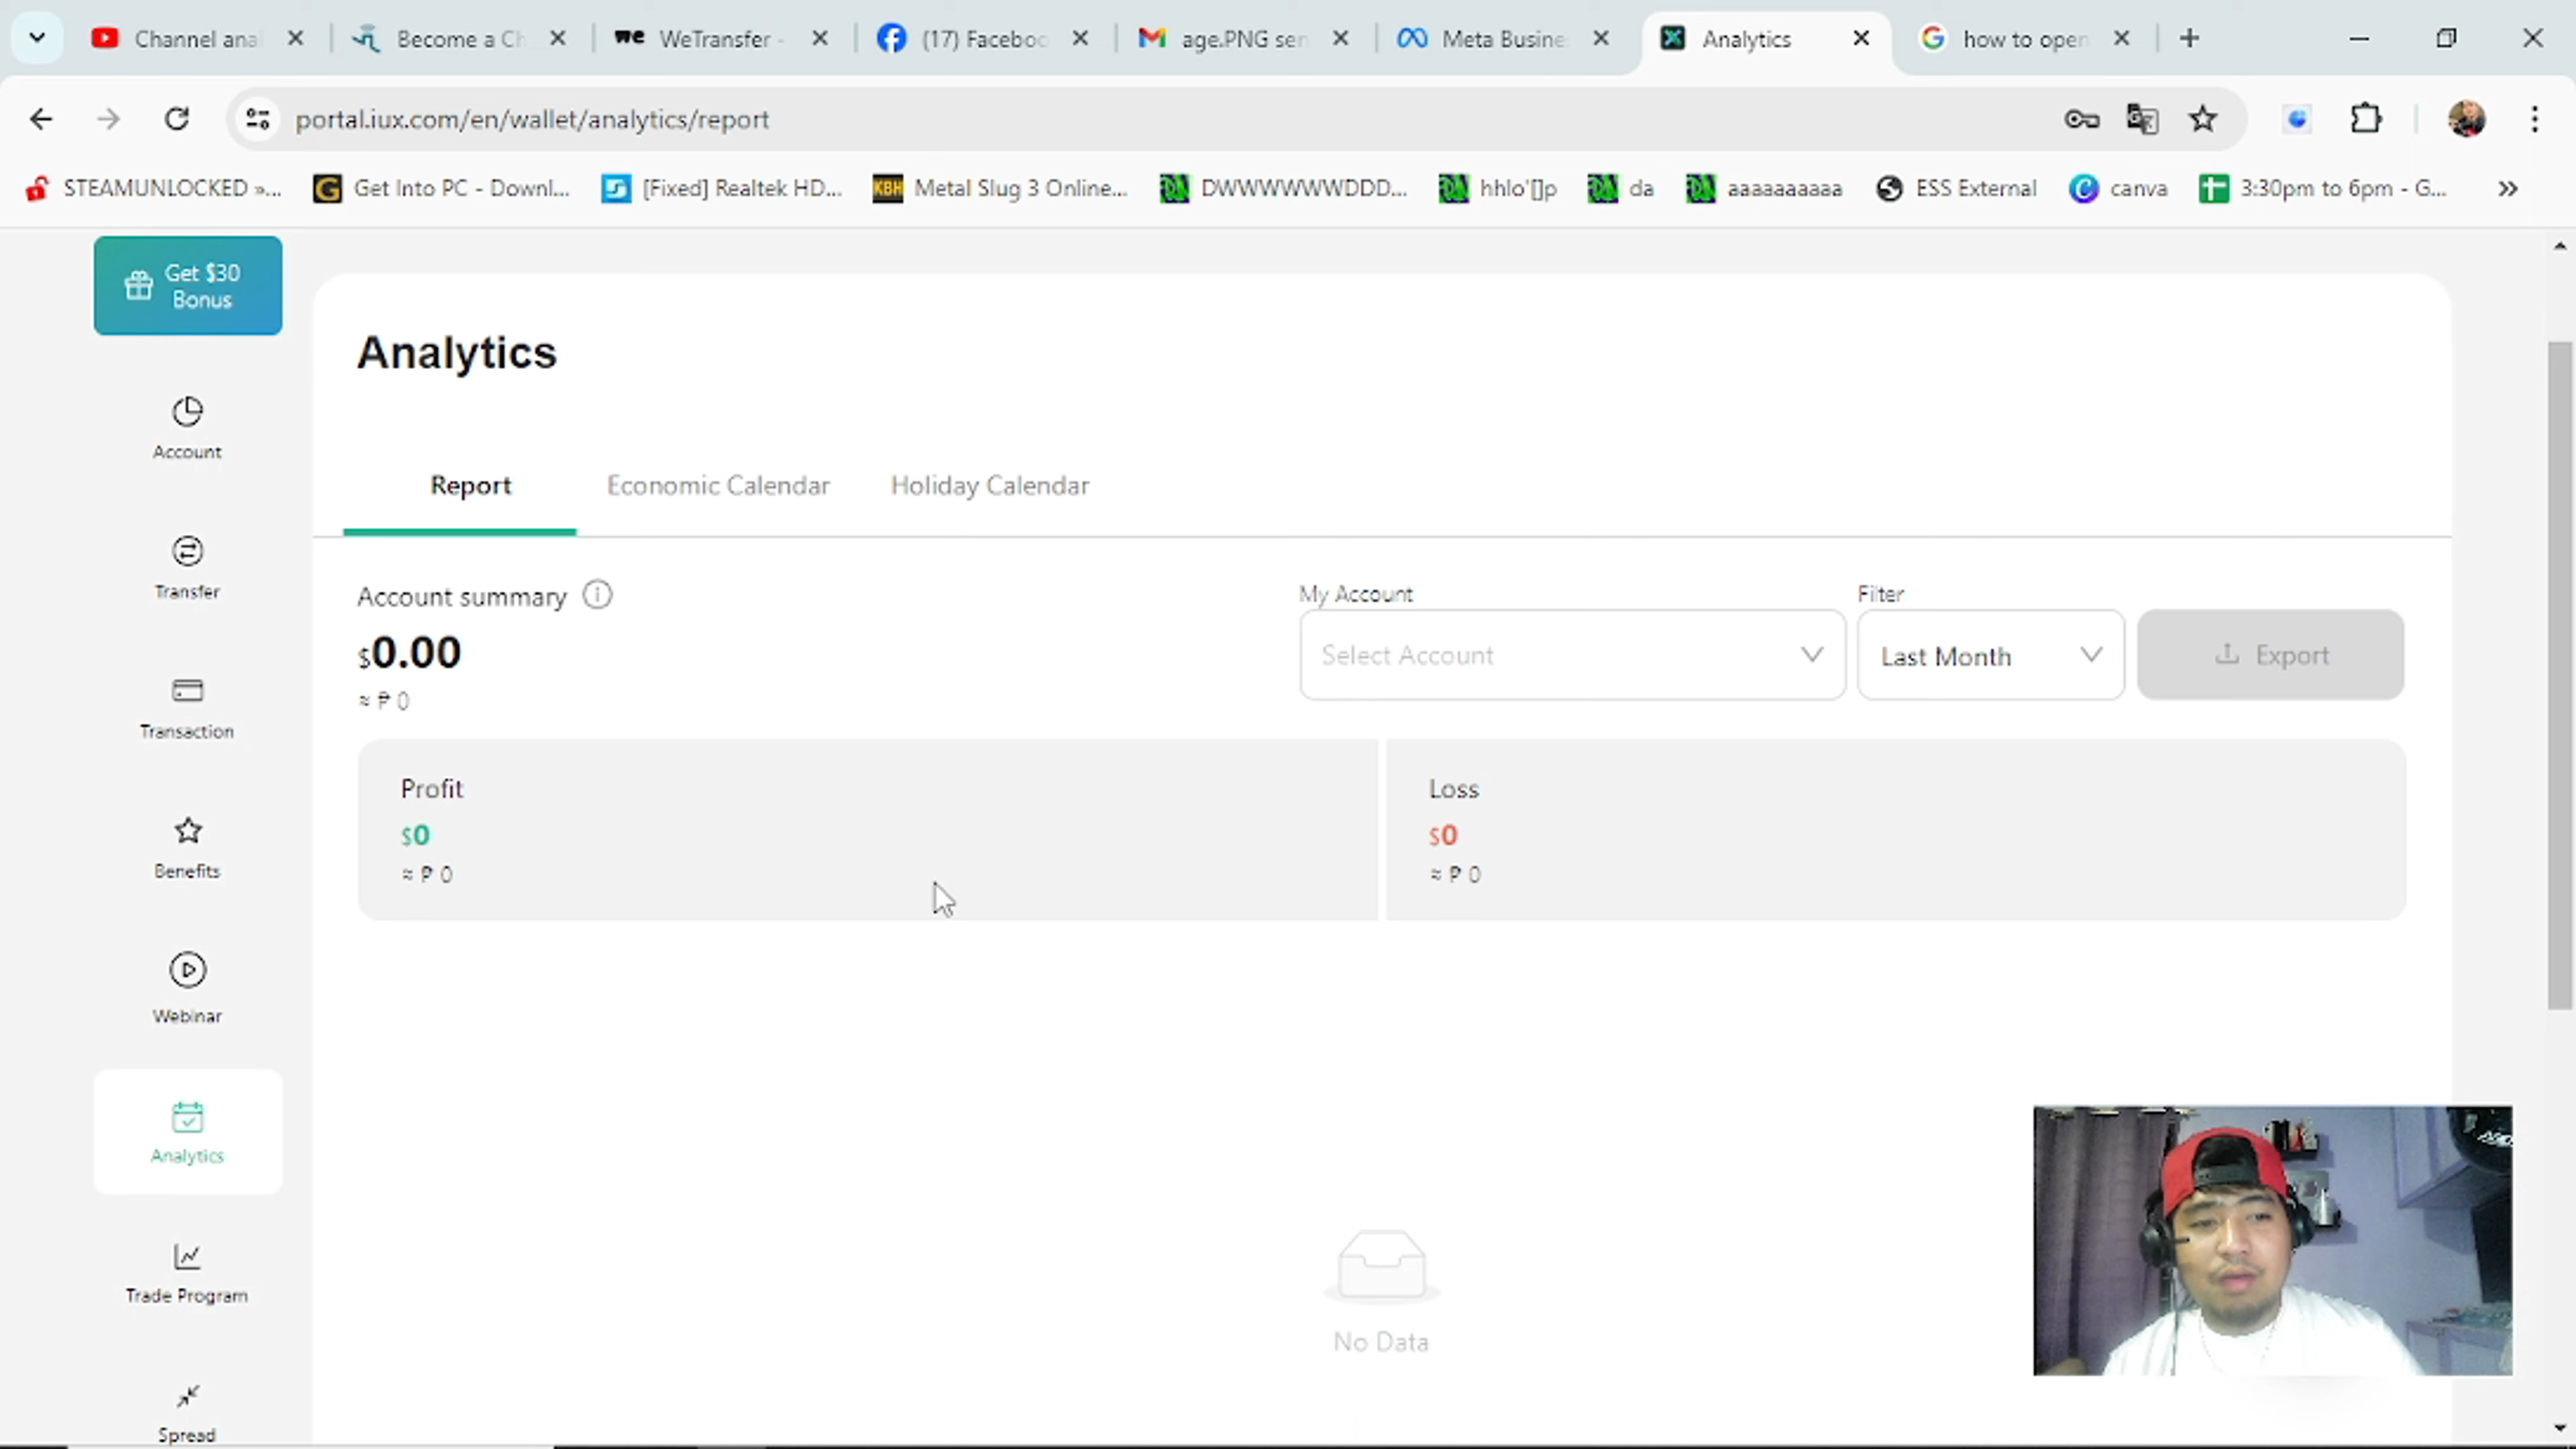 Channel ana
Become a Ch
WeTransfer -
(17) Faceboo
age.PNG sen
Meta Busine
Analytics
how to open
portal.iux.com/en/wallet/analytics/report
STEAMUNLOCKED »...
Get Into PC - Downl...
[Fixed] Realtek HD...
KBH
Metal Slug 3 Online...
DWWWWWWDDD...
hhlo'[]p
da
aaaaaaaaaa
ESS External
canva
3:30pm to 6pm - G...
Get $30
Bonus
Account
Transfer
Transaction
Benefits
Webinar
Analytics
Trade Program
Spread
Analytics
Report
Economic Calendar
Holiday Calendar
Account summary
$0.00
≈ ₱ 0
My Account
Select Account
Filter
Last Month
Export
Profit
$0
≈ ₱ 0
Loss
$0
≈ ₱ 0
No Data